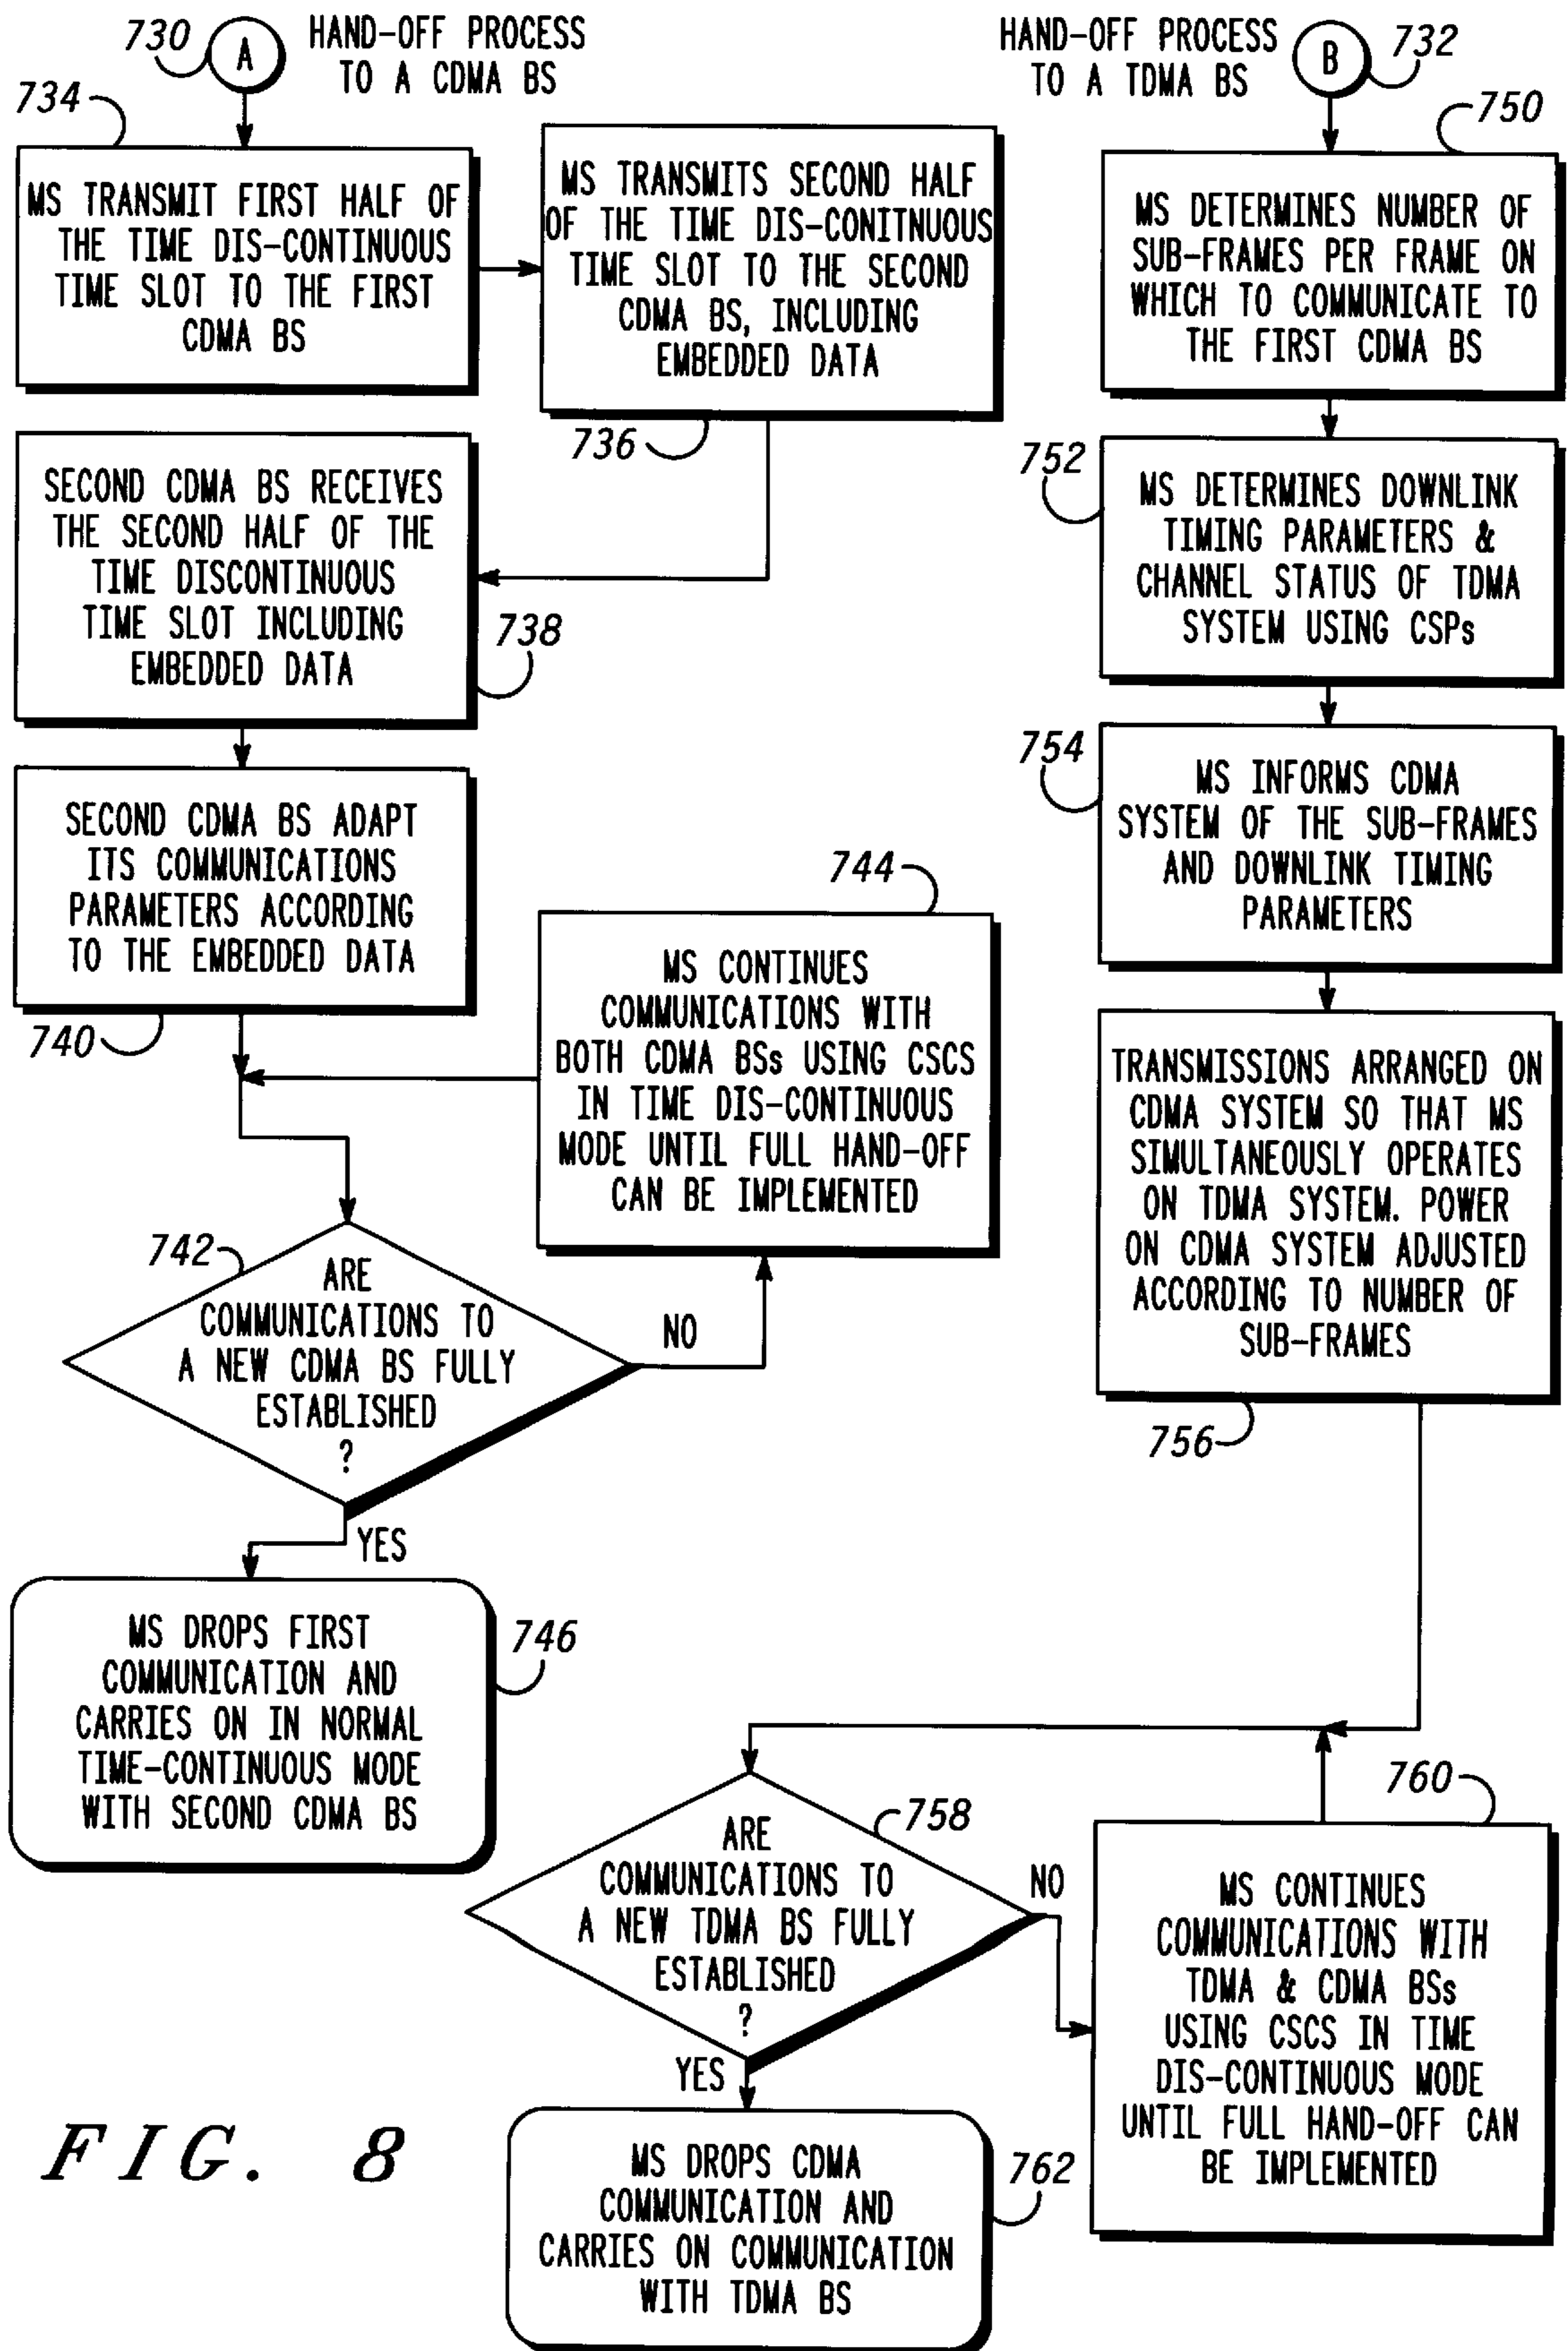 730
A
HAND-OFF PROCESS
TO A CDMA BS
734
MS TRANSMIT FIRST HALF OF
THE TIME DIS-CONTINUOUS
TIME SLOT TO THE FIRST
CDMA BS
MS TRANSMITS SECOND HALF
OF THE TIME DIS-CONITNUOUS
TIME SLOT TO THE SECOND
CDMA BS, INCLUDING
EMBEDDED DATA
736
SECOND CDMA BS RECEIVES
THE SECOND HALF OF THE
TIME DISCONTINUOUS
TIME SLOT INCLUDING
EMBEDDED DATA
738
SECOND CDMA BS ADAPT
ITS COMMUNICATIONS
PARAMETERS ACCORDING
TO THE EMBEDDED DATA
740
744
MS CONTINUES
COMMUNICATIONS WITH
BOTH CDMA BSs USING CSCS
IN TIME DIS-CONTINUOUS
MODE UNTIL FULL HAND-OFF
CAN BE IMPLEMENTED
742
ARE
COMMUNICATIONS TO
A NEW CDMA BS FULLY
ESTABLISHED
?
NO
YES
MS DROPS FIRST
COMMUNICATION AND
CARRIES ON IN NORMAL
TIME-CONTINUOUS MODE
WITH SECOND CDMA BS
746
HAND-OFF PROCESS
TO A TDMA BS
B
732
750
MS DETERMINES NUMBER OF
SUB-FRAMES PER FRAME ON
WHICH TO COMMUNICATE TO
THE FIRST CDMA BS
752
MS DETERMINES DOWNLINK
TIMING PARAMETERS &
CHANNEL STATUS OF TDMA
SYSTEM USING CSPs
754
MS INFORMS CDMA
SYSTEM OF THE SUB-FRAMES
AND DOWNLINK TIMING
PARAMETERS
TRANSMISSIONS ARRANGED ON
CDMA SYSTEM SO THAT MS
SIMULTANEOUSLY OPERATES
ON TDMA SYSTEM. POWER
ON CDMA SYSTEM ADJUSTED
ACCORDING TO NUMBER OF
SUB-FRAMES
756
758
ARE
COMMUNICATIONS TO
A NEW TDMA BS FULLY
ESTABLISHED
?
NO
YES
760
MS CONTINUES
COMMUNICATIONS WITH
TDMA & CDMA BSs
USING CSCS IN TIME
DIS-CONTINUOUS MODE
UNTIL FULL HAND-OFF CAN
BE IMPLEMENTED
MS DROPS CDMA
COMMUNICATION AND
CARRIES ON COMMUNICATION
WITH TDMA BS
762
FIG. 8